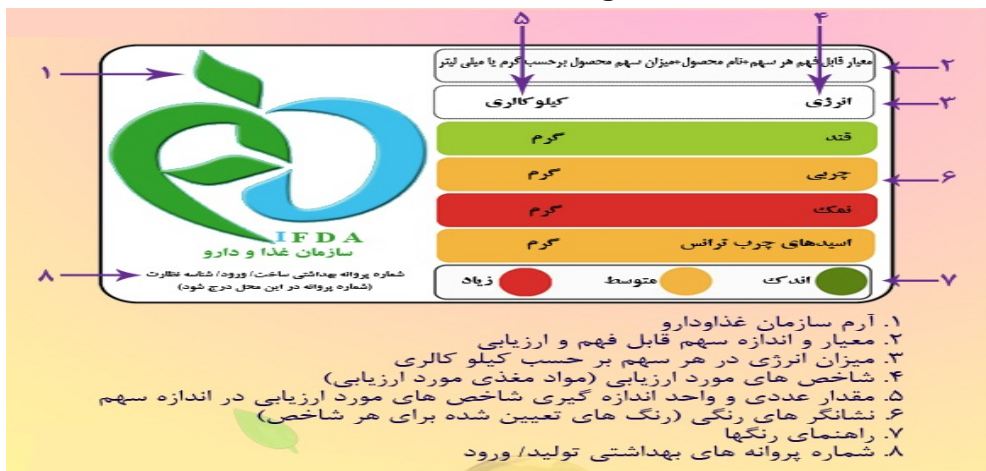 ۵ ۴
۱
معیار قابل فهم هر سهم+نام محصول+میزان سهم محصول برحسب گرم یا میلی لیتر
۲
انرژی کیلو کالری
۳
قند گرم
چربی گرم
۶
نمک گرم
اسیدهای چرب ترانس گرم
اندک متوسط زیاد
۷
IFDA
سازمان غذا و دارو
شماره پروانه بهداشتی ساخت/ ورود/ شناسه نظارت
(شماره پروانه در این محل درج شود)
۸
۱. آرم سازمان غذاودارو
۲. معیار و اندازه سهم قابل فهم و ارزیابی
۳. میزان انرژی در هر سهم بر حسب کیلو کالری
۴. شاخص های مورد ارزیابی (مواد مغذی مورد ارزیابی)
۵. مقدار عددی و واحد اندازه گیری شاخص های مورد ارزیابی در اندازه سهم
۶. نشانگر های رنگی (رنگ های تعیین شده برای هر شاخص)
۷. راهنمای رنگها
۸. شماره پروانه های بهداشتی تولید/ ورود